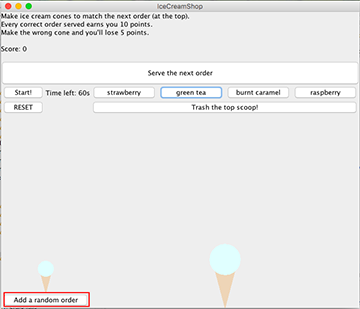 IceCreamShop
Make ice cream cones to match the next order (at the top).
Every correct order served earns you 10 points.
Make the wrong cone and you'll lose 5 points.
Score: 0
Serve the next order
Start! Time left: 60s strawberry green tea burnt caramel raspberry
RESET Trash the top scoop!
Add a random order